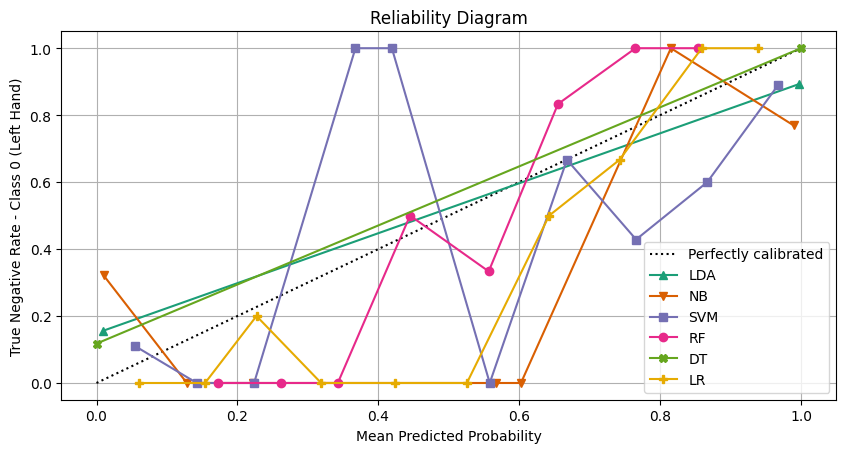 Reliability Diagram
True Negative Rate - Class 0 (Left Hand)
1.0
0.8
0.6
0.4
0.2
0.0
Perfectly calibrated
LDA
NB
SVM
RF
DT
LR
0.0 0.2 0.4 0.6 0.8 1.0
Mean Predicted Probability